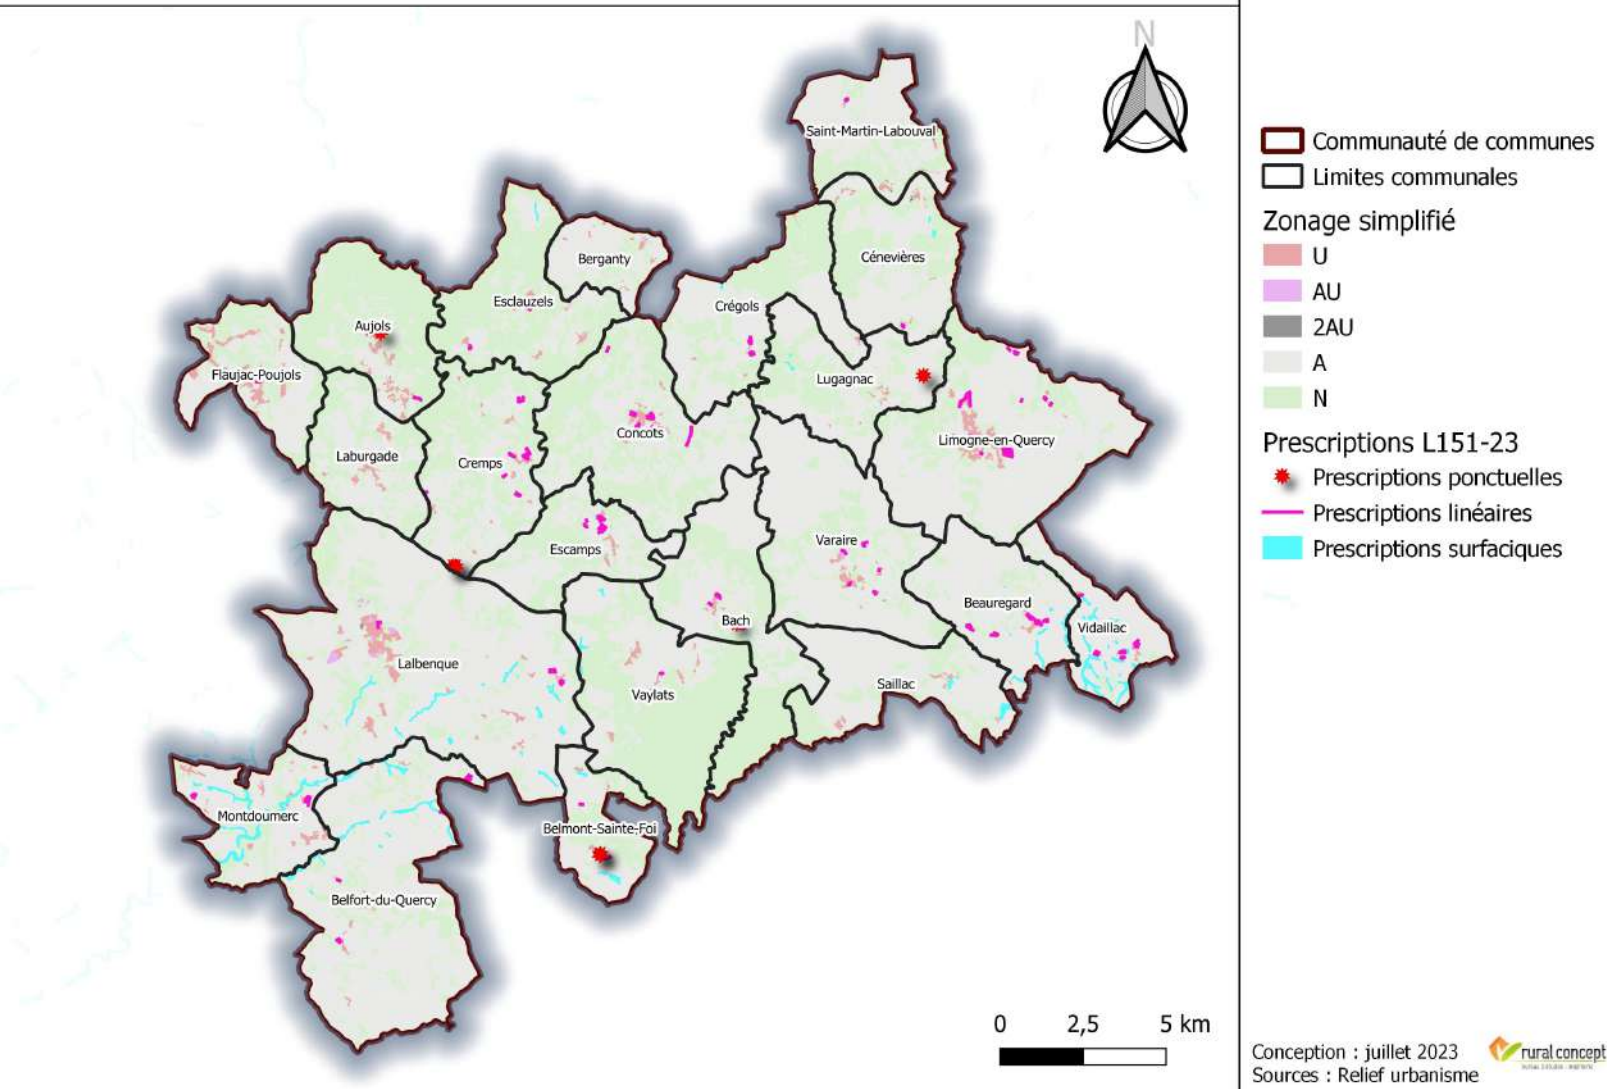 N
Saint-Martin-Labouval
Cénevières
Berganty
Esclauzels
Crégols
Aujols
Flaujac-Poujols
Lugagnac
Concots
Limogne-en-Quercy
Laburgade
Cremps
Varaire
Escamps
Beauregard
Bach
Vidaillac
Lalbenque
Saillac
Vaylats
Montdoumerc
Belmont-Sainte-Foi
Belfort-du-Quercy
0 2,5 5 km
Communauté de communes
Limites communales
Zonage simplifié
U
AU
2AU
A
N
Prescriptions L151-23
Prescriptions ponctuelles
Prescriptions linéaires
Prescriptions surfaciques
Conception : juillet 2023
Sources : Relief urbanisme
rural concept